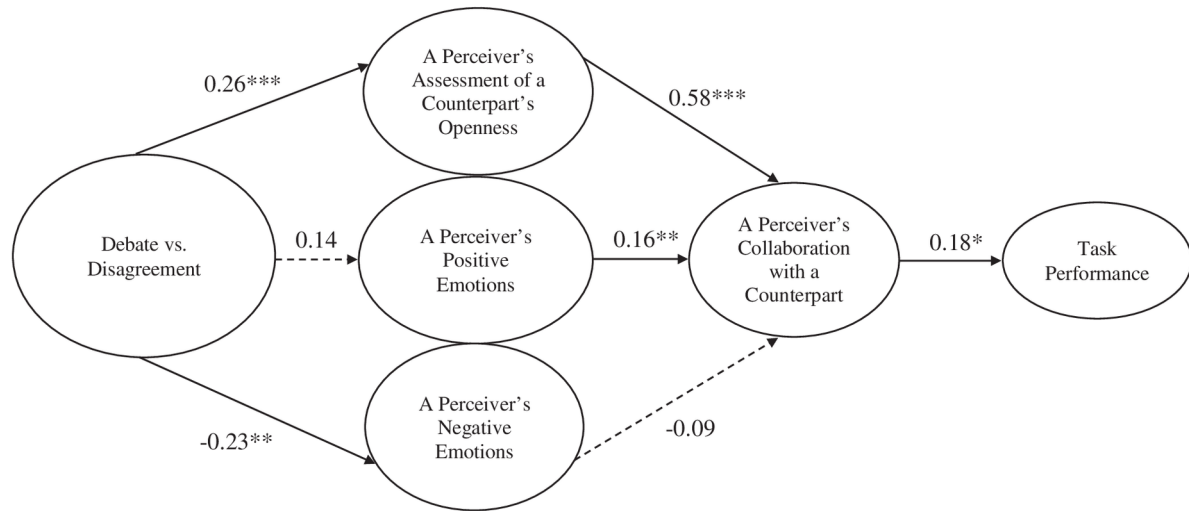 A Perceiver's
Assessment of a
Counterpart's
Openness
0.26***
0.58***
Debate vs.
Disagreement
0.14
A Perceiver's
Positive
Emotions
0.16**
A Perceiver's
Collaboration
with a
Counterpart
0.18*
Task
Performance
-0.23**
A Perceiver's
Negative
Emotions
-0.09